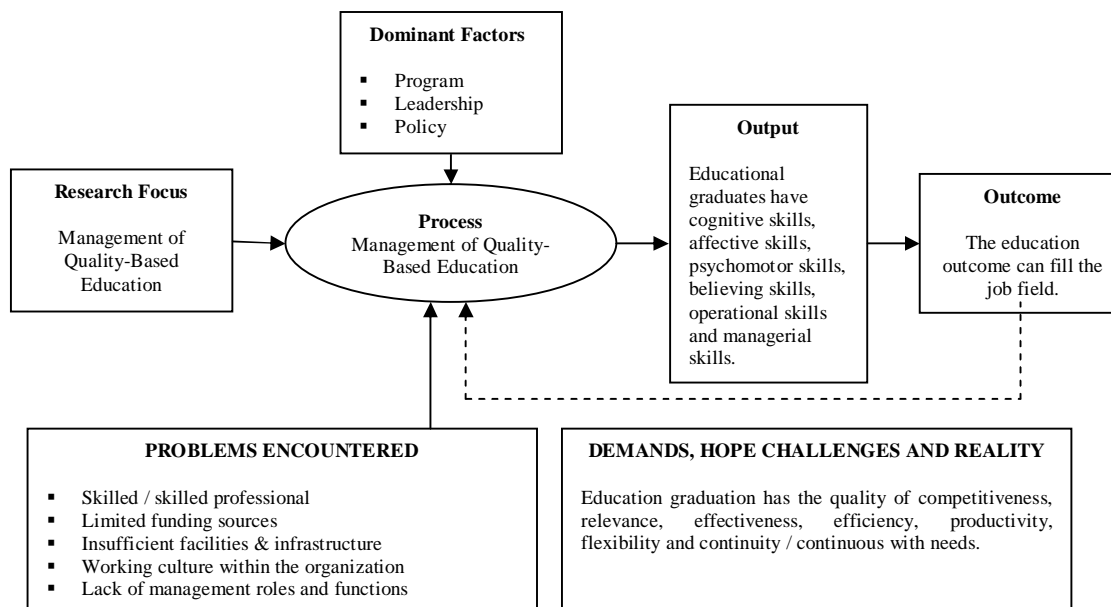 Dominant Factors
▪ Program
▪ Leadership
▪ Policy
Research Focus
Management of
Quality-Based
Education
Process
Management of Quality-
Based Education
Output
Educational
graduates have
cognitive skills,
affective skills,
psychomotor skills,
believing skills,
operational skills
and managerial
skills.
Outcome
The education
outcome can fill the
job field.
PROBLEMS ENCOUNTERED
▪ Skilled / skilled professional
▪ Limited funding sources
▪ Insufficient facilities & infrastructure
▪ Working culture within the organization
▪ Lack of management roles and functions
DEMANDS, HOPE CHALLENGES AND REALITY
Education graduation has the quality of competitiveness,
relevance, effectiveness, efficiency, productivity,
flexibility and continuity / continuous with needs.